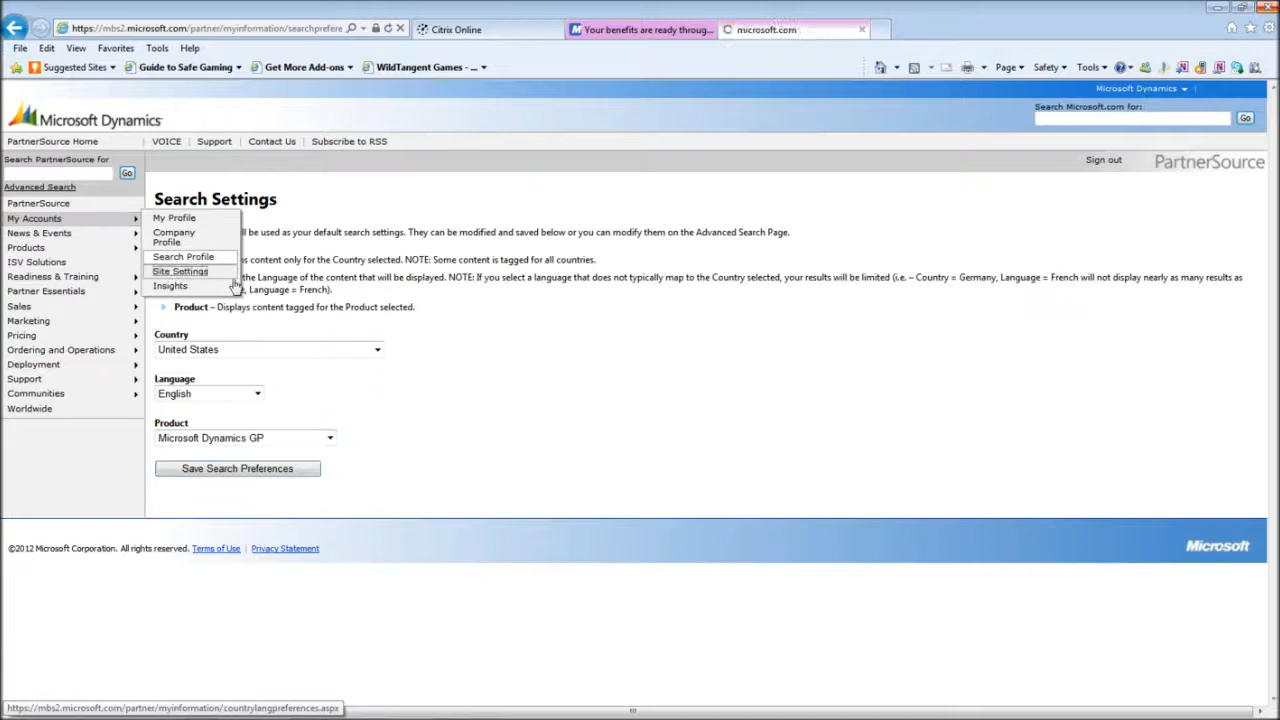 https://mbs2.microsoft.com/partner/myinformation/searchprefere
Citrix Online
Your benefits are ready throug...
microsoft.com
File Edit View Favorites Tools Help
Suggested Sites
Guide to Safe Gaming
Get More Add-ons
WildTangent Games - ...
Page
Safety
Tools
Microsoft Dynamics
Microsoft Dynamics
Search Microsoft.com for:
Go
PartnerSource Home
VOICE
Support
Contact Us
Subscribe to RSS
Search PartnerSource for
Go
Advanced Search
Sign out
PartnerSource
PartnerSource
My Accounts
News & Events
Products
ISV Solutions
Readiness & Training
Partner Essentials
Sales
Marketing
Pricing
Ordering and Operations
Deployment
Support
Communities
Worldwide
My Profile
Company
Profile
Search Profile
Site Settings
Insights
Search Settings
be used as your default search settings. They can be modified and saved below or you can modify them on the Advanced Search Page.
content only for the Country selected. NOTE: Some content is tagged for all countries.
the Language of the content that will be displayed. NOTE: If you select a language that does not typically map to the Country selected, your results will be limited (i.e. – Country = Germany, Language = French will not display nearly as many results as
, Language = French).
Product – Displays content tagged for the Product selected.
Country
United States
Language
English
Product
Microsoft Dynamics GP
Save Search Preferences
©2012 Microsoft Corporation. All rights reserved. Terms of Use | Privacy Statement
Microsoft
https://mbs2.microsoft.com/partner/myinformation/countrylangpreferences.aspx